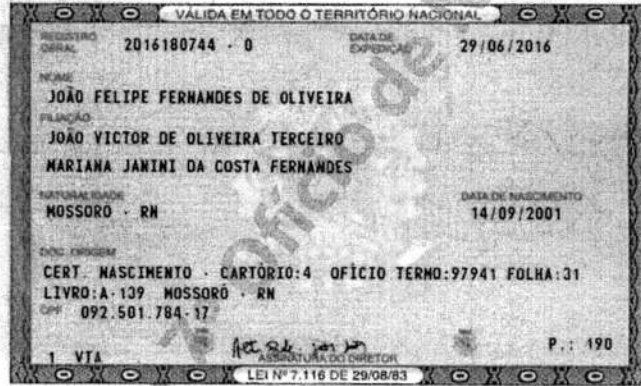 VÁLIDA EM TODO O TERRITÓRIO NACIONAL
REGISTRO GERAL 2016180744 - 0 DATA DE EXPEDIÇÃO 29/06/2016
NOME
JOÃO FELIPE FERNANDES DE OLIVEIRA
FILIAÇÃO
JOÃO VICTOR DE OLIVEIRA TERCEIRO
MARIANA JANINI DA COSTA FERNANDES
NATURALIDADE DATA DE NASCIMENTO
MOSSORO - RN 14/09/2001
DOC. ORIGEM
CERT. NASCIMENTO - CARTÓRIO:4 OFÍCIO TERMO:97941 FOLHA:31
LIVRO:A-139 MOSSORÓ - RN
CPF 092.501.784-17
P.: 190
1 VIA ASSINATURA DO DIRETOR
LEI Nº 7.116 DE 29/08/83
7º Ofício de